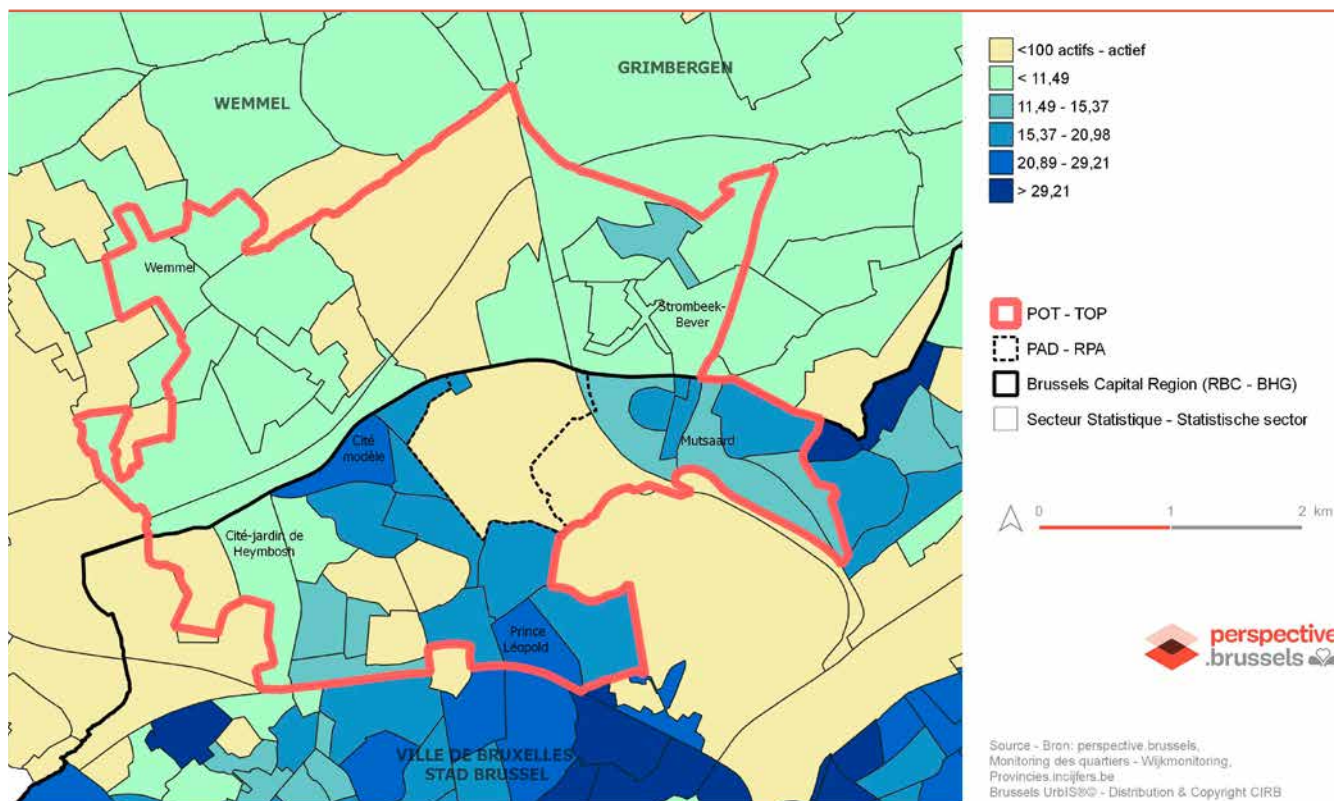 WEMMEL
GRIMBERGEN
Wemmel
Strombeek-
Bever
Cité
modèle
Mutsaard
Cité-jardin de
Heymbosh
Prince
Léopold
VILLE DE BRUXELLES
STAD BRUSSEL
<100 actifs - actief
< 11,49
11,49 - 15,37
15,37 - 20,98
20,89 - 29,21
> 29,21
POT - TOP
PAD - RPA
Brussels Capital Region (RBC - BHG)
Secteur Statistique - Statistische sector
0 1 2 km
perspective
.brussels
Source - Bron: perspective.brussels,
Monitoring des quartiers - Wijkmonitoring,
Provincies.incijfers.be
Brussels UrbIS®© - Distribution & Copyright CIRB